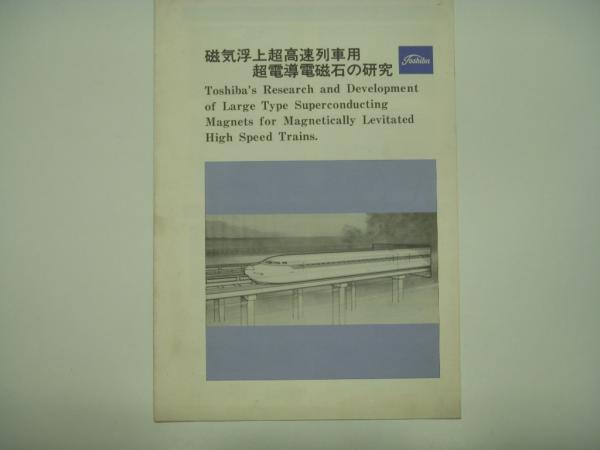 磁気浮上超高速列車用
超電導電磁石の研究
Toshiba
Toshiba's Research and Development
of Large Type Superconducting
Magnets for Magnetically Levitated
High Speed Trains.